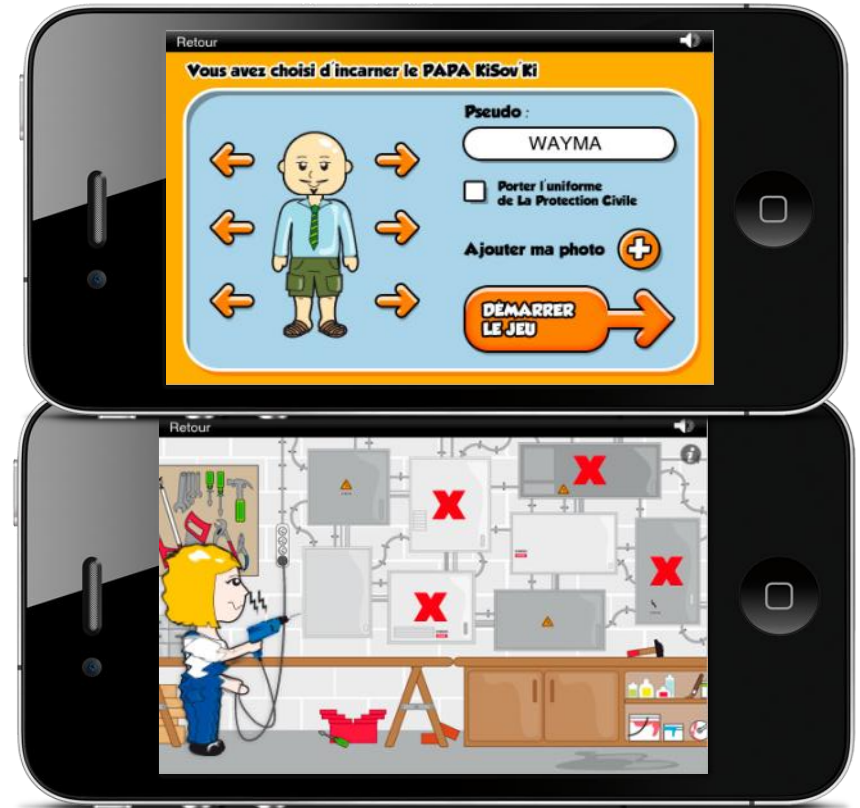 Retour
Vous avez choisi d'incarner le PAPA KiSov'Ki
Pseudo :
WAYMA
Porter l'uniforme
de La Protection Civile
Ajouter ma photo
DÉMARRER
LE JEU
Retour
i
X
X
X
X